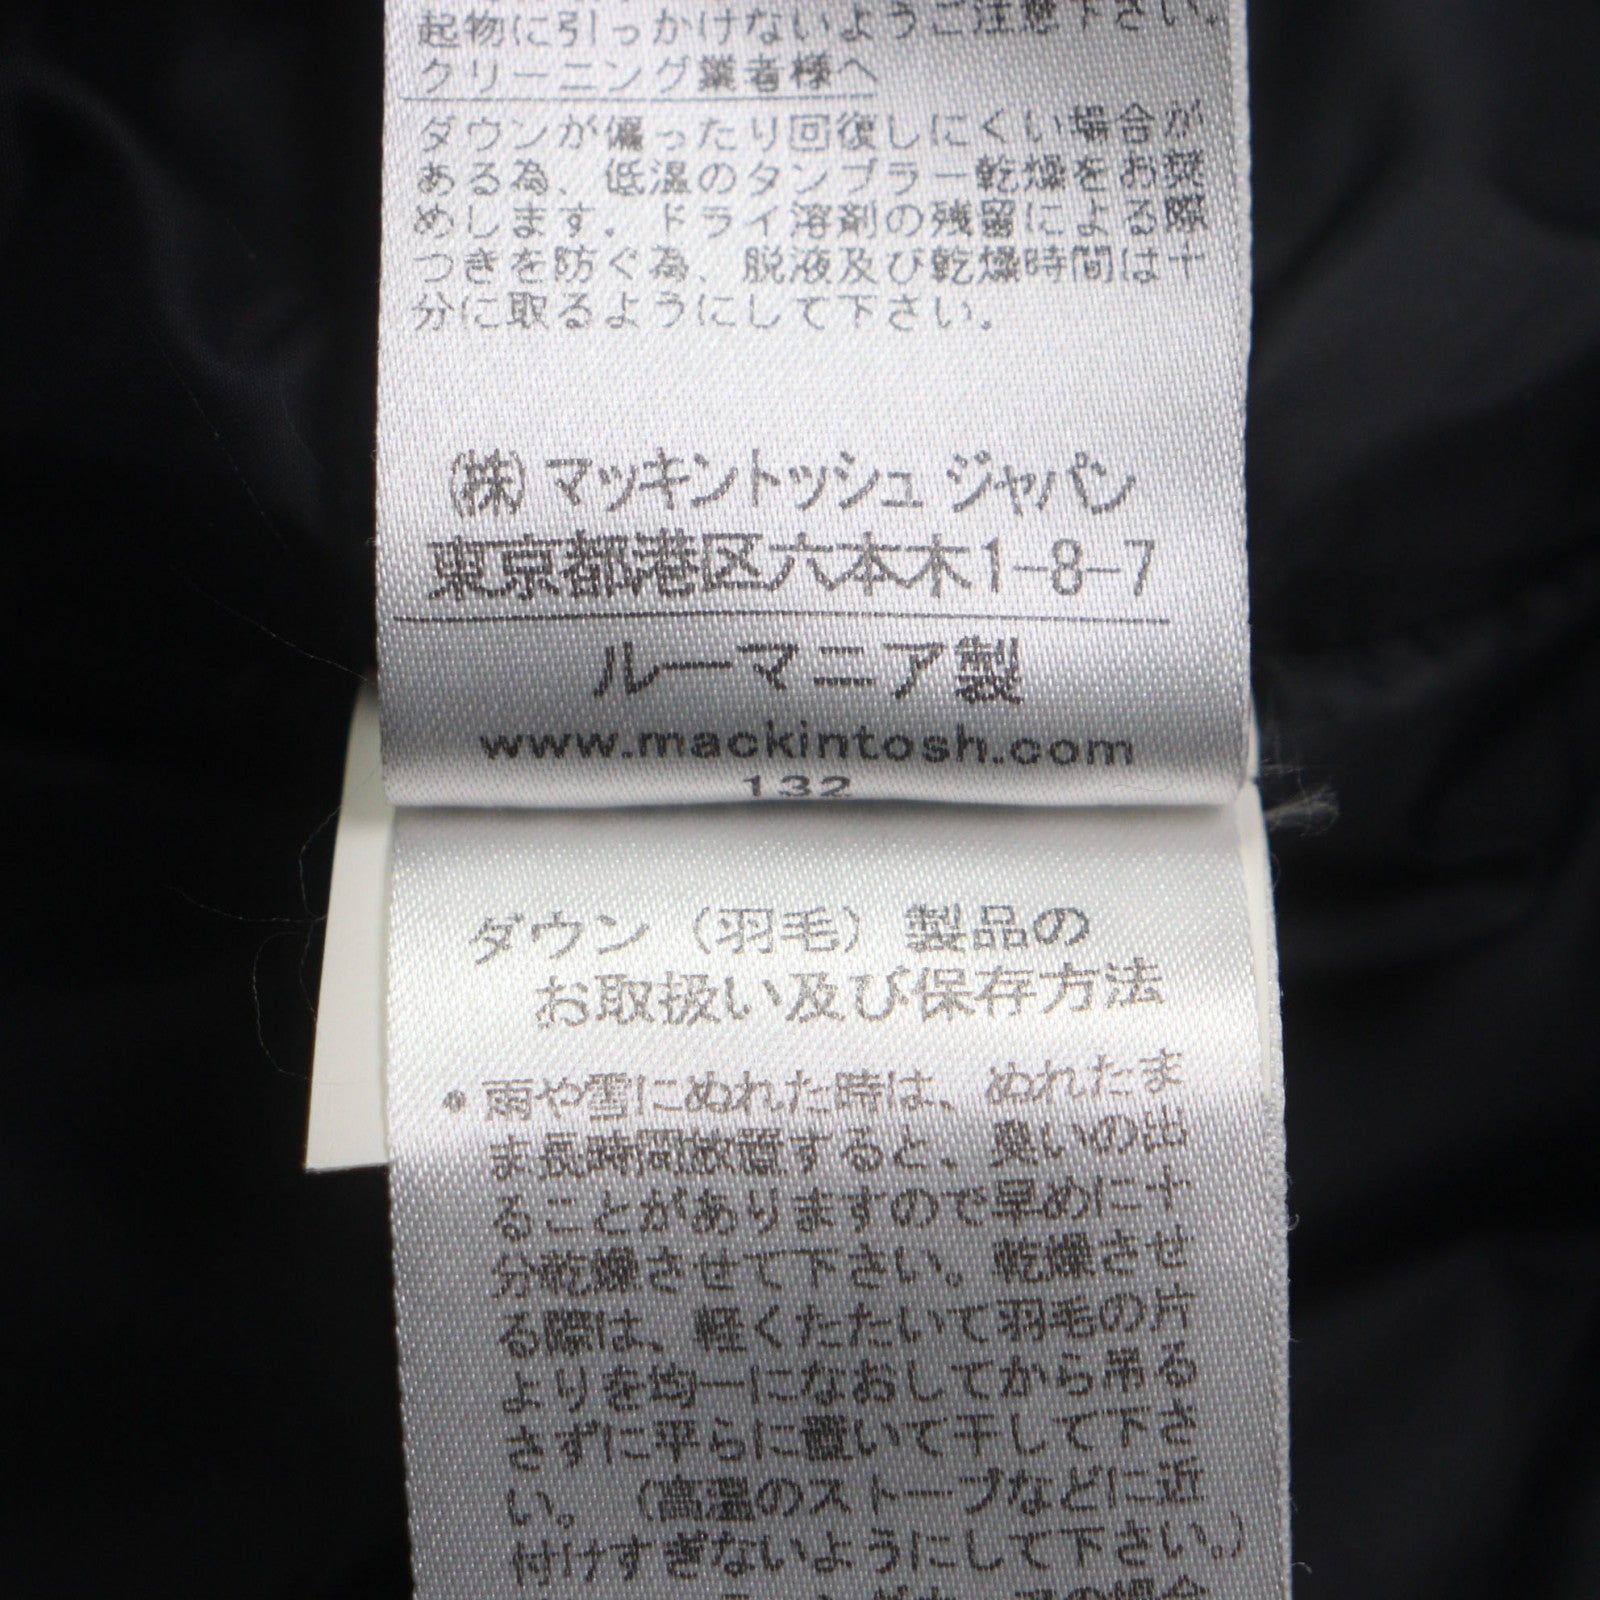 起物に引っかけないようご注意下さい。
クリーニング業者様へ
ダウンが偏ったり回復しにくい場合が
ある為、低温のタンブラー乾燥をお奨
めします。ドライ溶剤の残留による際
つきを防ぐ為、脱液及び乾燥時間は十
分に取るようにして下さい。
(株)マッキントッシュ ジャパン
東京都港区六本木1-8-7
ルーマニア製
www.mackintosh.com
132
ダウン（羽毛）製品の
お取扱い及び保存方法
●雨や雪にぬれた時は、ぬれたま
ま長時間放置すると、臭いの出
ることがありますので早めに十
分乾燥させて下さい。乾燥させ
る際は、軽くたたいて羽毛の片
よりを均一になおしてから吊る
さずに平らに置いて干して下さ
い。（高温のストーブなどに近
付けすぎないようにして下さい。）